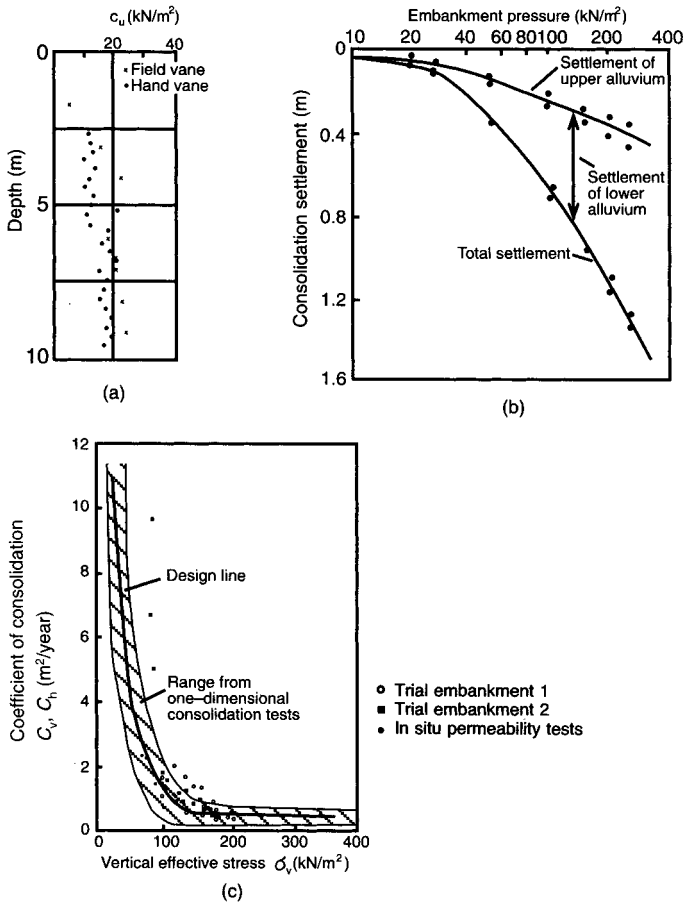 c_u (kN/m²)
0 20 40
0
× Field vane
• Hand vane
5
10
Depth (m)
(a)
Embankment pressure (kN/m²)
10 20 40 60 80 100 200 400
0
Settlement of
upper alluvium
0.4
Settlement
of lower
alluvium
0.8
Total settlement
1.2
1.6
Consolidation settlement (m)
(b)
12
10
8
Design line
6
Range from
one–dimensional
consolidation tests
4
2
0
Coefficient of consolidation
C_v, C_h (m²/year)
0 100 200 300 400
Vertical effective stress σ_v (kN/m²)
(c)
Trial embankment 1
Trial embankment 2
In situ permeability tests